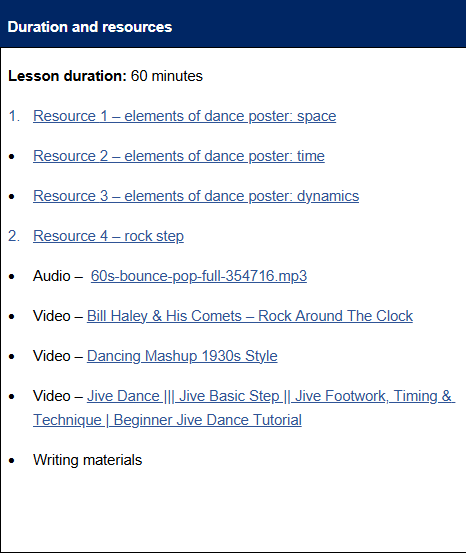 Duration and resources
Lesson duration: 60 minutes
1. Resource 1 – elements of dance poster: space
• Resource 2 – elements of dance poster: time
• Resource 3 – elements of dance poster: dynamics
2. Resource 4 – rock step
• Audio – 60s-bounce-pop-full-354716.mp3
• Video – Bill Haley & His Comets – Rock Around The Clock
• Video – Dancing Mashup 1930s Style
• Video – Jive Dance ||| Jive Basic Step || Jive Footwork, Timing &
Technique | Beginner Jive Dance Tutorial
• Writing materials